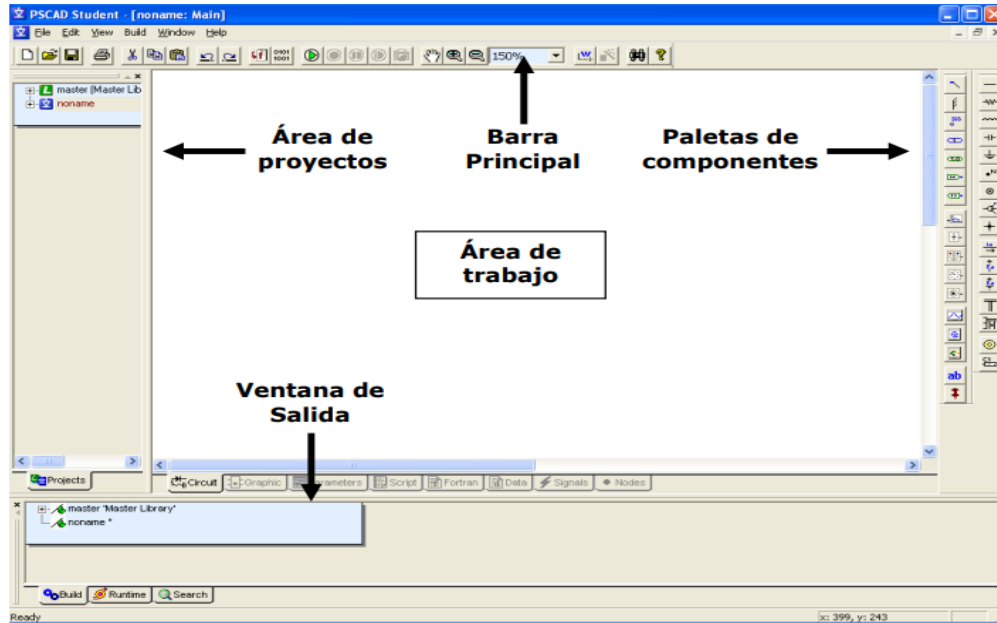 PSCAD Student - [noname: Main]
File Edit View Build Window Help
150%
master (Master Lib
noname
Área de
proyectos
Barra
Principal
Paletas de
componentes
Área de
trabajo
Ventana de
Salida
ab
Projects
Circuit Graphic Parameters Script Fortran Data Signals Nodes
master 'Master Library'
noname *
Build Runtime Search
Ready
x: 399, y: 243